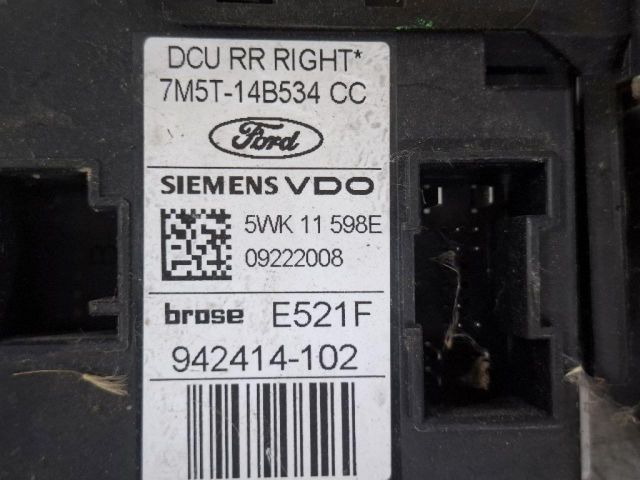 DCU RR RIGHT*
7M5T-14B534 CC
Ford
SIEMENS VDO
5WK 11 598E
09222008
brose E521F
942414-102